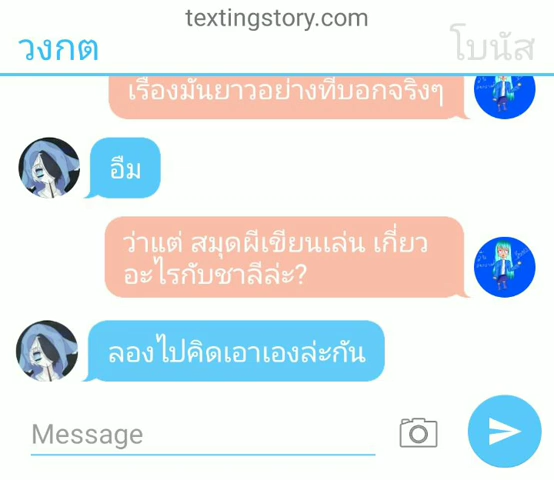 textingstory.com
วงกต
โบนัส
เรื่องมันยาวอย่างที่บอกจริงๆ
อืม
ว่าแต่ สมุดผีเขียนเล่น เกี่ยว
อะไรกับชาลีล่ะ?
ลองไปคิดเอาเองล่ะกัน
Message